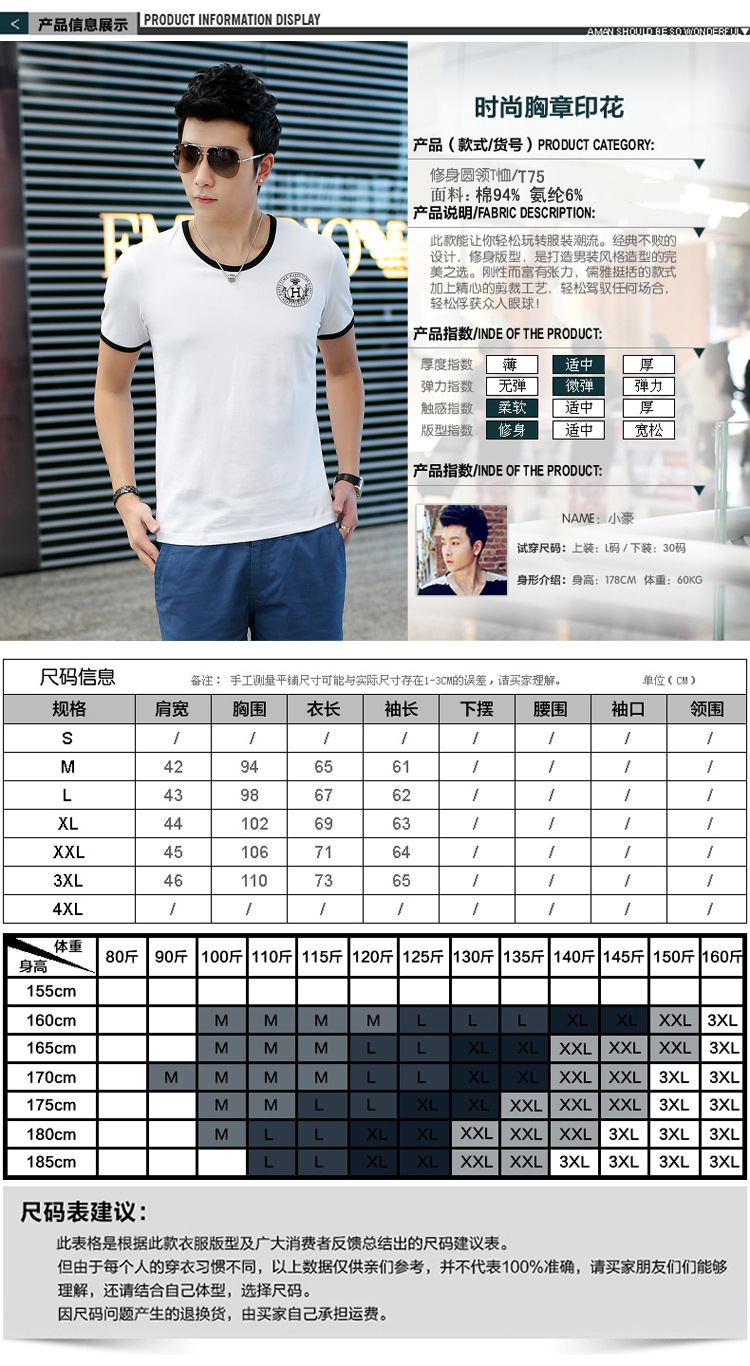 < 产品信息展示 PRODUCT INFORMATION DISPLAY
A MAN SHOULD BE SO WONDERFUL
时尚胸章印花
产品（款式/货号）PRODUCT CATEGORY:
修身圆领T恤/T75
面料: 棉94% 氨纶6%
产品说明/FABRIC DESCRIPTION:
此款能让你轻松玩转服装潮流。经典不败的
设计，修身版型，是打造男装风格造型的完
美之选。刚性而富有张力，儒雅挺括的款式
加上精心的剪裁工艺，轻松驾驭任何场合，
轻松俘获众人眼球！
产品指数/INDE OF THE PRODUCT:
厚度指数 薄 适中 厚
弹力指数 无弹 微弹 弹力
触感指数 柔软 适中 厚
版型指数 修身 适中 宽松
产品指数/INDE OF THE PRODUCT:
NAME: 小豪
试穿尺码: 上装: L码 / 下装: 30码
身形介绍: 身高: 178CM 体重: 60KG
H
尺码信息 备注： 手工测量平铺尺寸可能与实际尺寸存在1-3CM的误差，请买家理解。 单位（CM）
规格 肩宽 胸围 衣长 袖长 下摆 腰围 袖口 领围
S / / / / / / / /
M 42 94 65 61 / / / /
L 43 98 67 62 / / / /
XL 44 102 69 63 / / / /
XXL 45 106 71 64 / / / /
3XL 46 110 73 65 / / / /
4XL / / / / / / / /
体重 身高 80斤 90斤 100斤 110斤 115斤 120斤 125斤 130斤 135斤 140斤 145斤 150斤 160斤
155cm
160cm M M M M L L L XL XL XXL 3XL
165cm M M M L L XL XL XXL XXL XXL 3XL
170cm M M M M L L XL XL XXL XXL 3XL 3XL
175cm M M L L XL XL XXL XXL XXL 3XL 3XL
180cm M L L XL XL XXL XXL XXL 3XL 3XL 3XL
185cm L L XL XL XXL XXL 3XL 3XL 3XL 3XL
尺码表建议：
此表格是根据此款衣服版型及广大消费者反馈总结出的尺码建议表。
但由于每个人的穿衣习惯不同，以上数据仅供亲们参考，并不代表100%准确，请买家朋友们们能够
理解，还请结合自己体型，选择尺码。
因尺码问题产生的退换货，由买家自己承担运费。